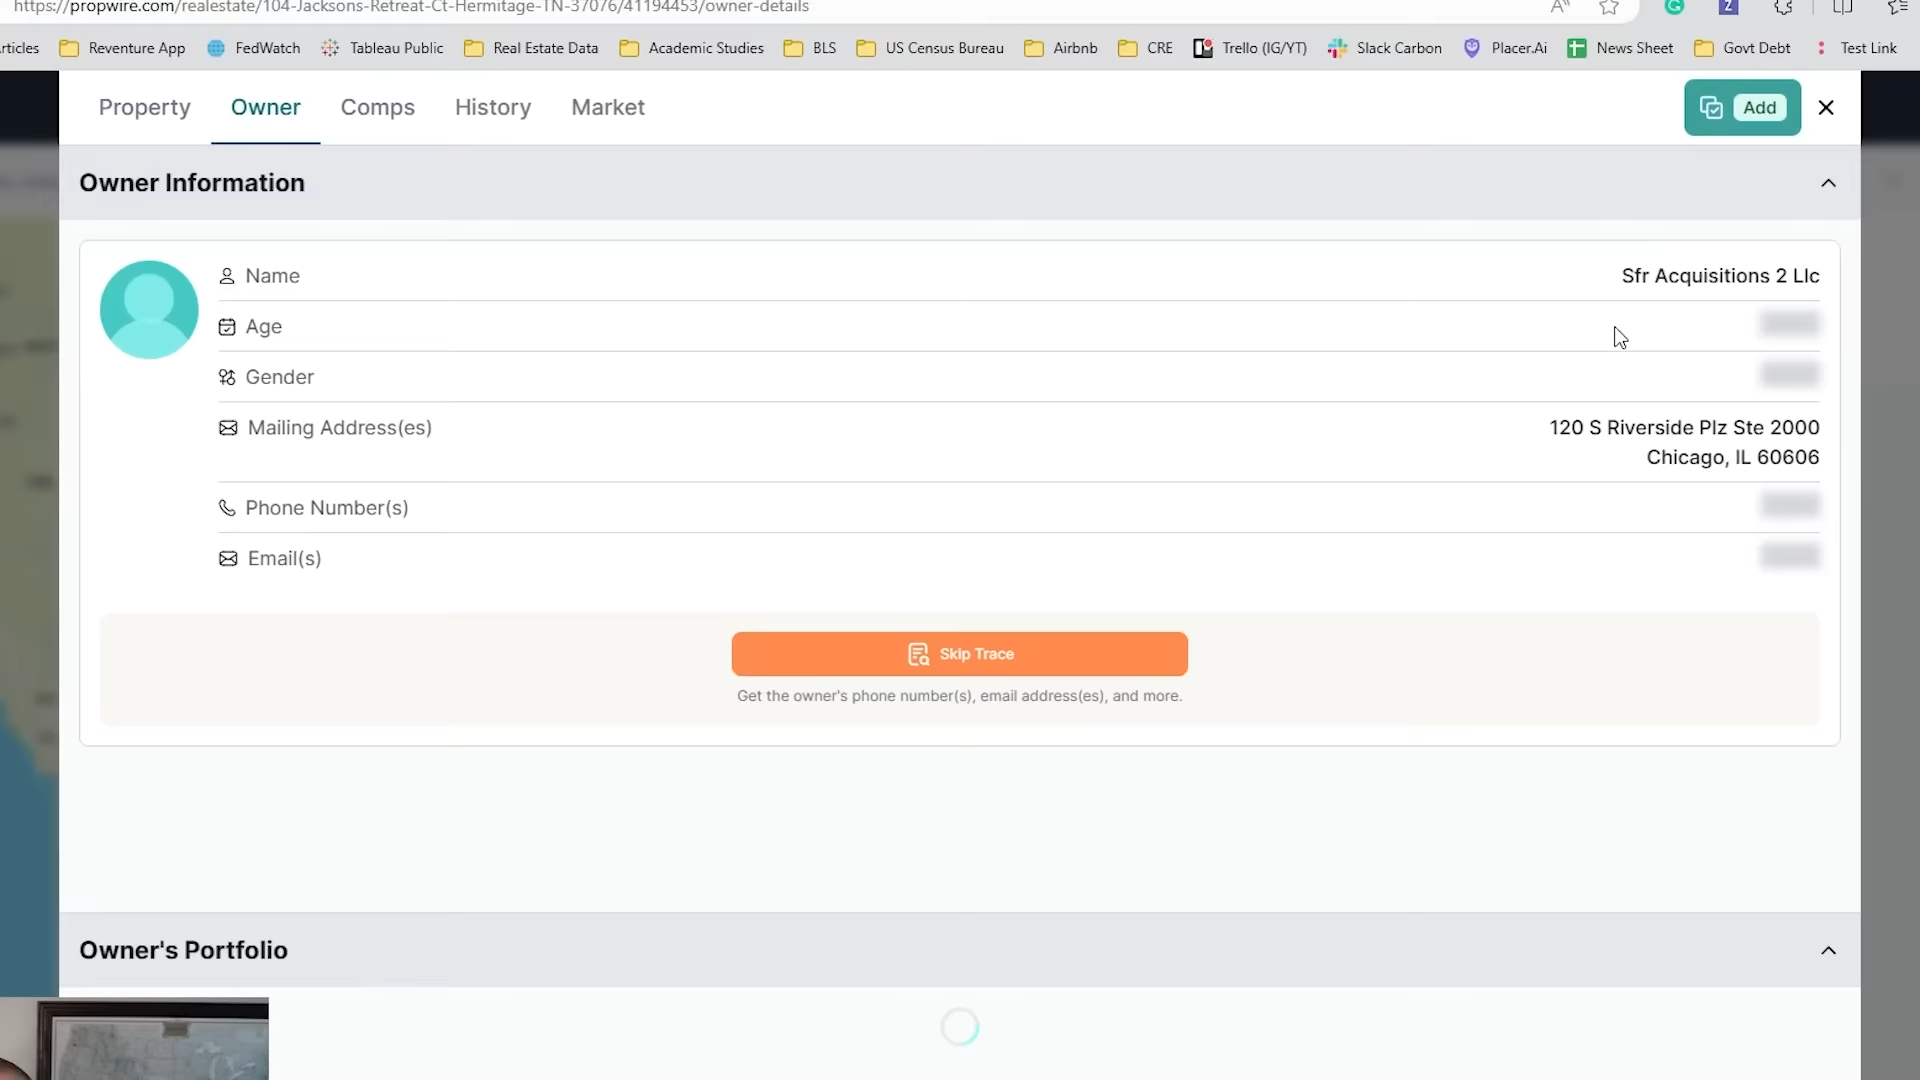 https://propwire.com/realestate/104-Jacksons-Retreat-Ct-Hermitage-TN-37076/41194453/owner-details
rticles Reventure App FedWatch Tableau Public Real Estate Data Academic Studies BLS US Census Bureau Airbnb CRE Trello (IG/YT) Slack Carbon Placer.Ai News Sheet Govt Debt Test Link
Property Owner Comps History Market Add
Owner Information
Name Sfr Acquisitions 2 Llc
Age
Gender
Mailing Address(es) 120 S Riverside Plz Ste 2000
Chicago, IL 60606
Phone Number(s)
Email(s)
Skip Trace
Get the owner's phone number(s), email address(es), and more.
Owner's Portfolio